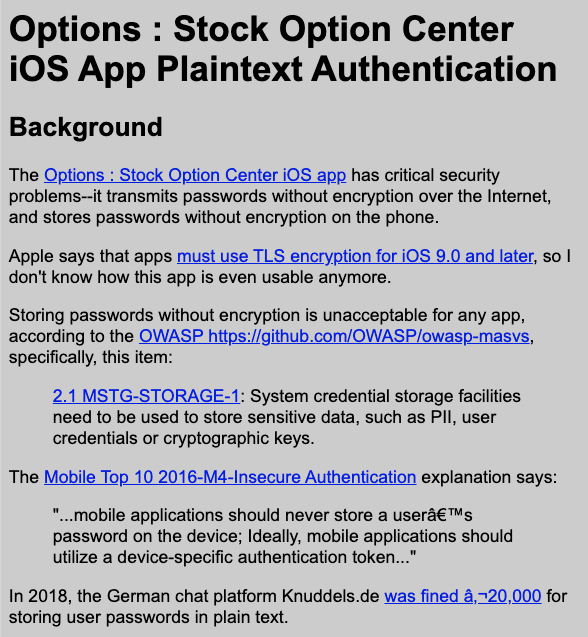 Options : Stock Option Center
iOS App Plaintext Authentication
Background
The Options : Stock Option Center iOS app has critical security
problems--it transmits passwords without encryption over the Internet,
and stores passwords without encryption on the phone.
Apple says that apps must use TLS encryption for iOS 9.0 and later, so I
don't know how this app is even usable anymore.
Storing passwords without encryption is unacceptable for any app,
according to the OWASP https://github.com/OWASP/owasp-masvs,
specifically, this item:
2.1 MSTG-STORAGE-1: System credential storage facilities
need to be used to store sensitive data, such as PII, user
credentials or cryptographic keys.
The Mobile Top 10 2016-M4-Insecure Authentication explanation says:
"...mobile applications should never store a userâ€™s
password on the device; Ideally, mobile applications should
utilize a device-specific authentication token..."
In 2018, the German chat platform Knuddels.de was fined â‚¬20,000 for
storing user passwords in plain text.